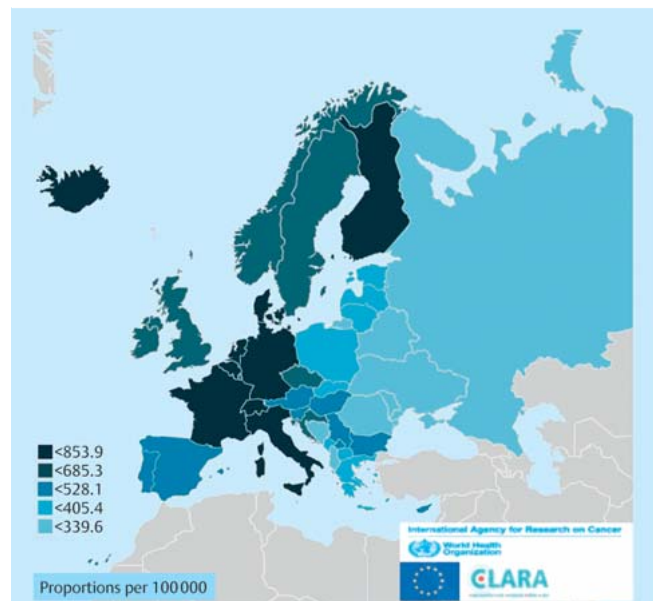 <853.9
<685.3
<528.1
<405.4
<339.6
Proportions per 100 000
International Agency for Research on Cancer
World Health
Organization
CLARA